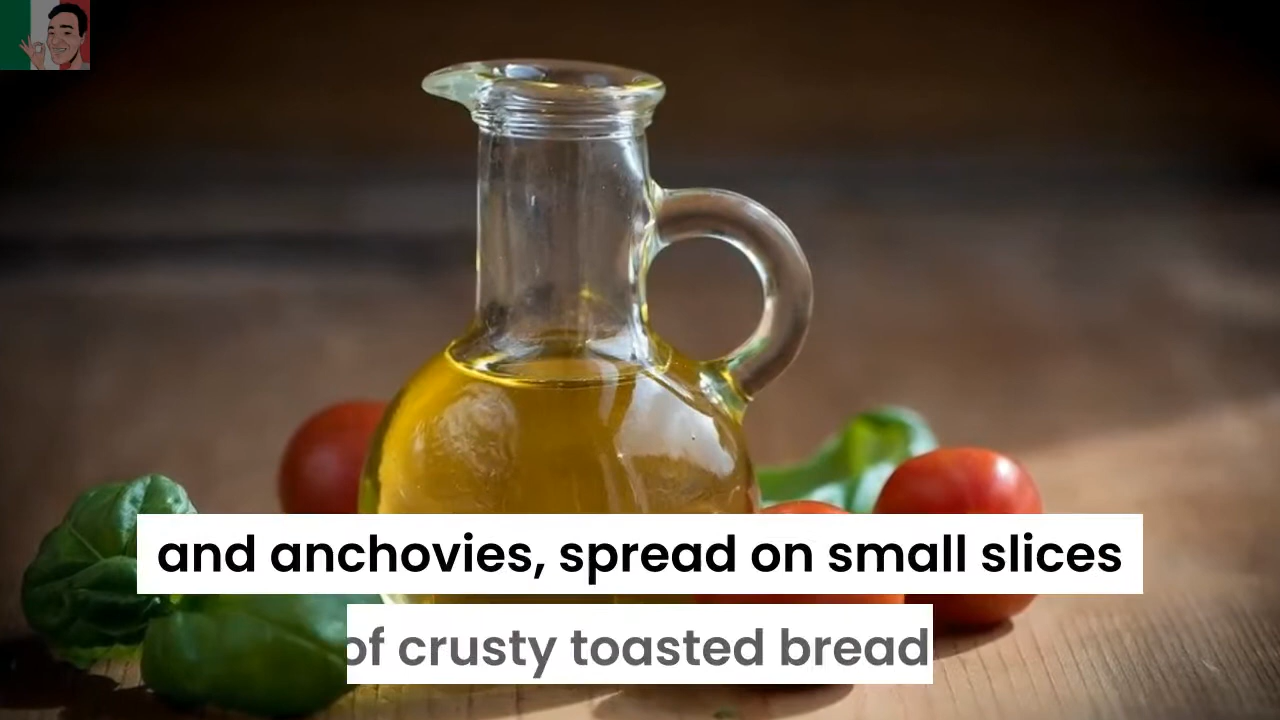 and anchovies, spread on small slices
of crusty toasted bread